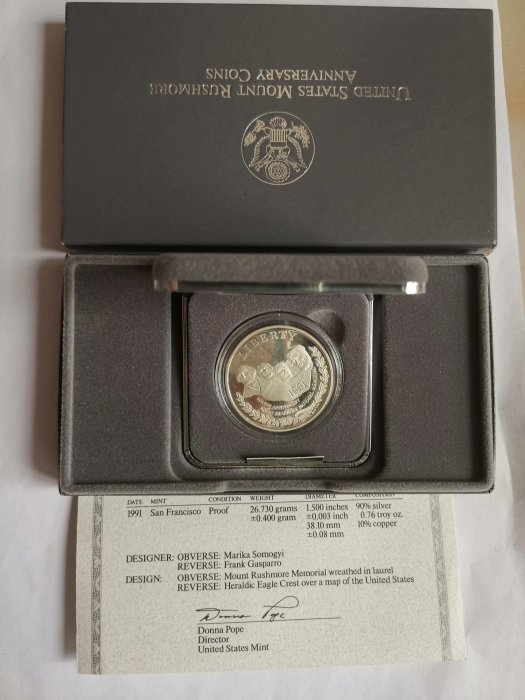 UNITED STATES MOUNT RUSHMORE
ANNIVERSARY COINS
LIBERTY
DATE MINT CONDITION WEIGHT DIAMETER COMPOSITION
1991 San Francisco Proof 26.730 grams 1.500 inches 90% silver
±0.400 gram ±0.003 inch 0.76 troy oz.
38.10 mm 10% copper
±0.08 mm
DESIGNER: OBVERSE: Marika Somogyi
REVERSE: Frank Gasparro
DESIGN: OBVERSE: Mount Rushmore Memorial wreathed in laurel
REVERSE: Heraldic Eagle Crest over a map of the United States
Donna Pope
Donna Pope
Director
United States Mint